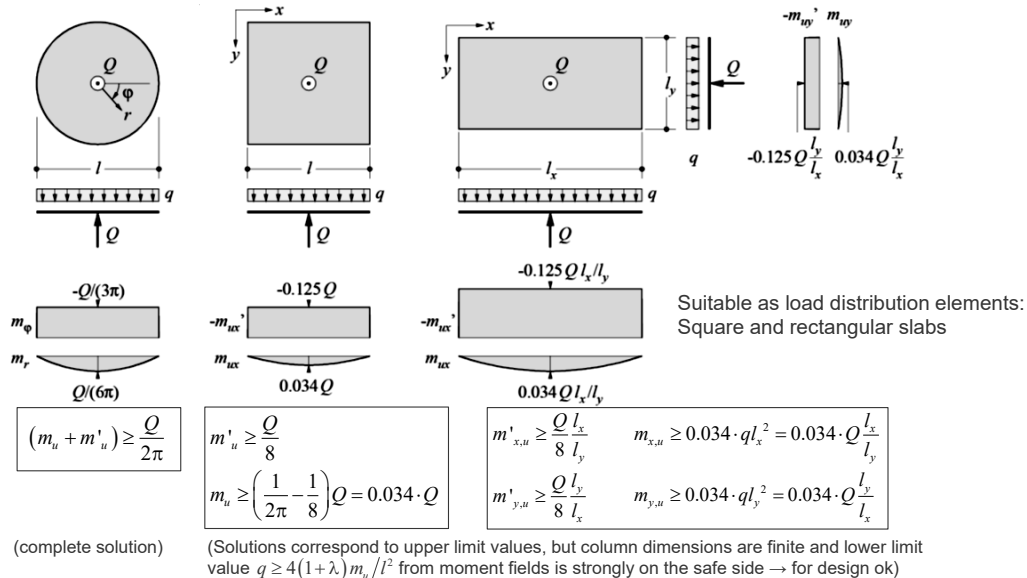 x
y
Q
φ
r
l
q
Q
x
y
Q
l
q
Q
x
y
Q
l_y
l_x
q
Q
q
Q
-m_uy'
m_uy
-0.125 Q l_y/l_x
0.034 Q l_y/l_x
-Q/(3π)
m_φ
m_r
Q/(6π)
-0.125 Q
-m_ux'
m_ux
0.034 Q
-0.125 Q l_x/l_y
-m_ux'
m_ux
0.034 Q l_x/l_y
Suitable as load distribution elements:
Square and rectangular slabs
(m_u + m'_u) ≥ Q/2π
m'_u ≥ Q/8
m_u ≥ (1/2π − 1/8) Q = 0.034 · Q
m'_x,u ≥ Q/8 l_x/l_y m_x,u ≥ 0.034 · ql_x² = 0.034 · Q l_x/l_y
m'_y,u ≥ Q/8 l_y/l_x m_y,u ≥ 0.034 · ql_y² = 0.034 · Q l_y/l_x
(complete solution)
(Solutions correspond to upper limit values, but column dimensions are finite and lower limit
value q ≥ 4(1+λ)m_u/l² from moment fields is strongly on the safe side → for design ok)